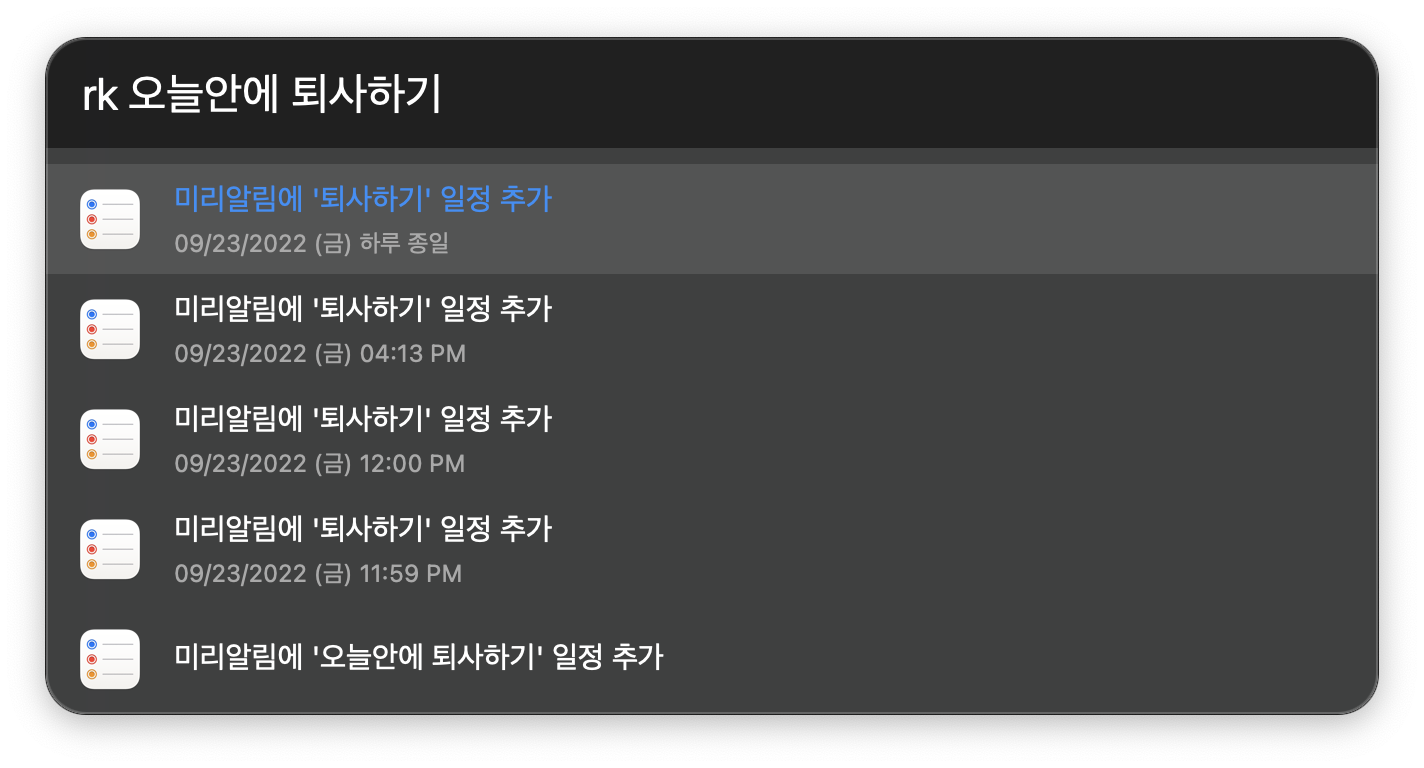 rk 오늘안에 퇴사하기
미리알림에 '퇴사하기' 일정 추가
09/23/2022 (금) 하루 종일
미리알림에 '퇴사하기' 일정 추가
09/23/2022 (금) 04:13 PM
미리알림에 '퇴사하기' 일정 추가
09/23/2022 (금) 12:00 PM
미리알림에 '퇴사하기' 일정 추가
09/23/2022 (금) 11:59 PM
미리알림에 '오늘안에 퇴사하기' 일정 추가